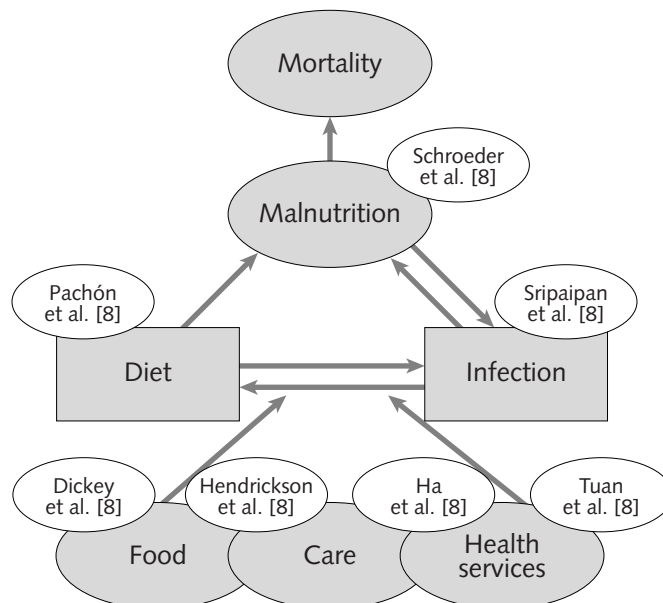 Mortality
Schroeder
et al. [8]
Malnutrition
Pachón
et al. [8]
Sripaipan
et al. [8]
Diet
Infection
Dickey
et al. [8]
Hendrickson
et al. [8]
Ha
et al. [8]
Tuan
et al. [8]
Food
Care
Health
services